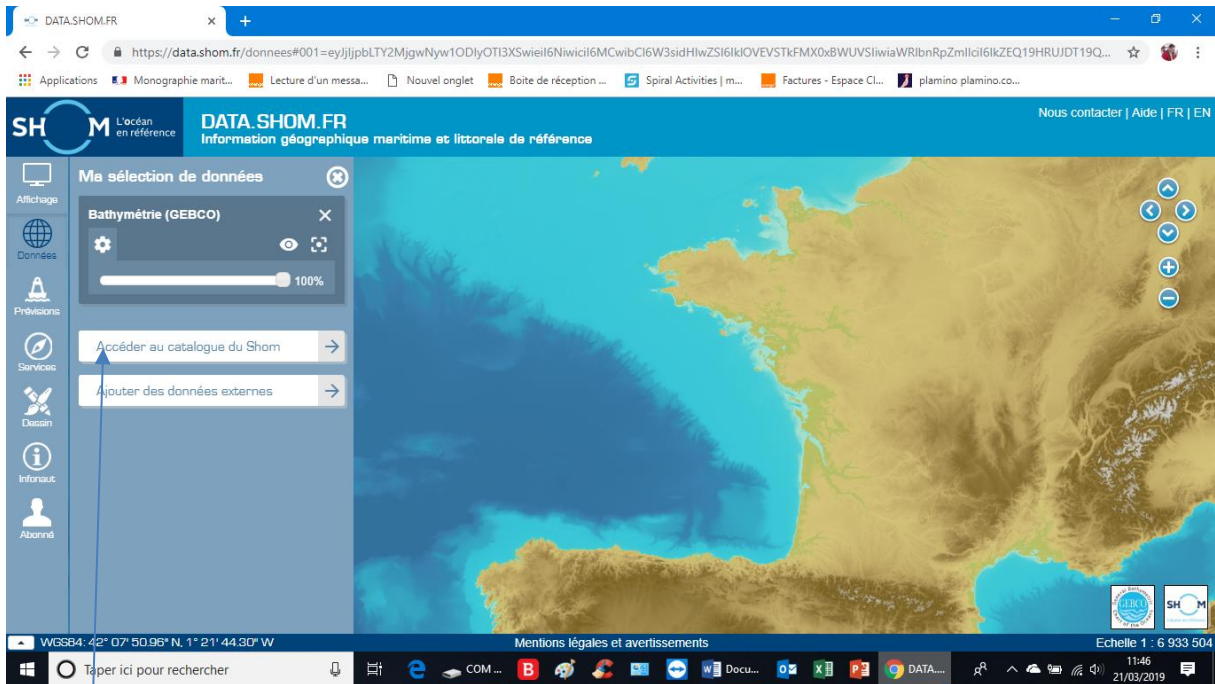 DATA.SHOM.FR
https://data.shom.fr/donnees#001=
Applications Monographie marit... Lecture d'un messa... Nouvel onglet Boite de réception ... Spiral Activities | m... Factures - Espace Cl... plamino plamino.co...
SHOM L'océan en référence
DATA.SHOM.FR
Information géographique maritime et littorale de référence
Nous contacter | Aide | FR | EN
Affichage
Données
Prévisions
Services
Dessin
Infonaut
Abonné
Ma sélection de données
Bathymétrie (GEBCO)
100%
Accéder au catalogue du Shom
Ajouter des données externes
GEBCO
SHOM
WGS84: 42° 07' 50.96" N, 1° 21' 44.30" W
Mentions légales et avertissements
Echelle 1 : 6 933 504
Taper ici pour rechercher
COM ...
B
Docu...
DATA....
11:46
21/03/2019